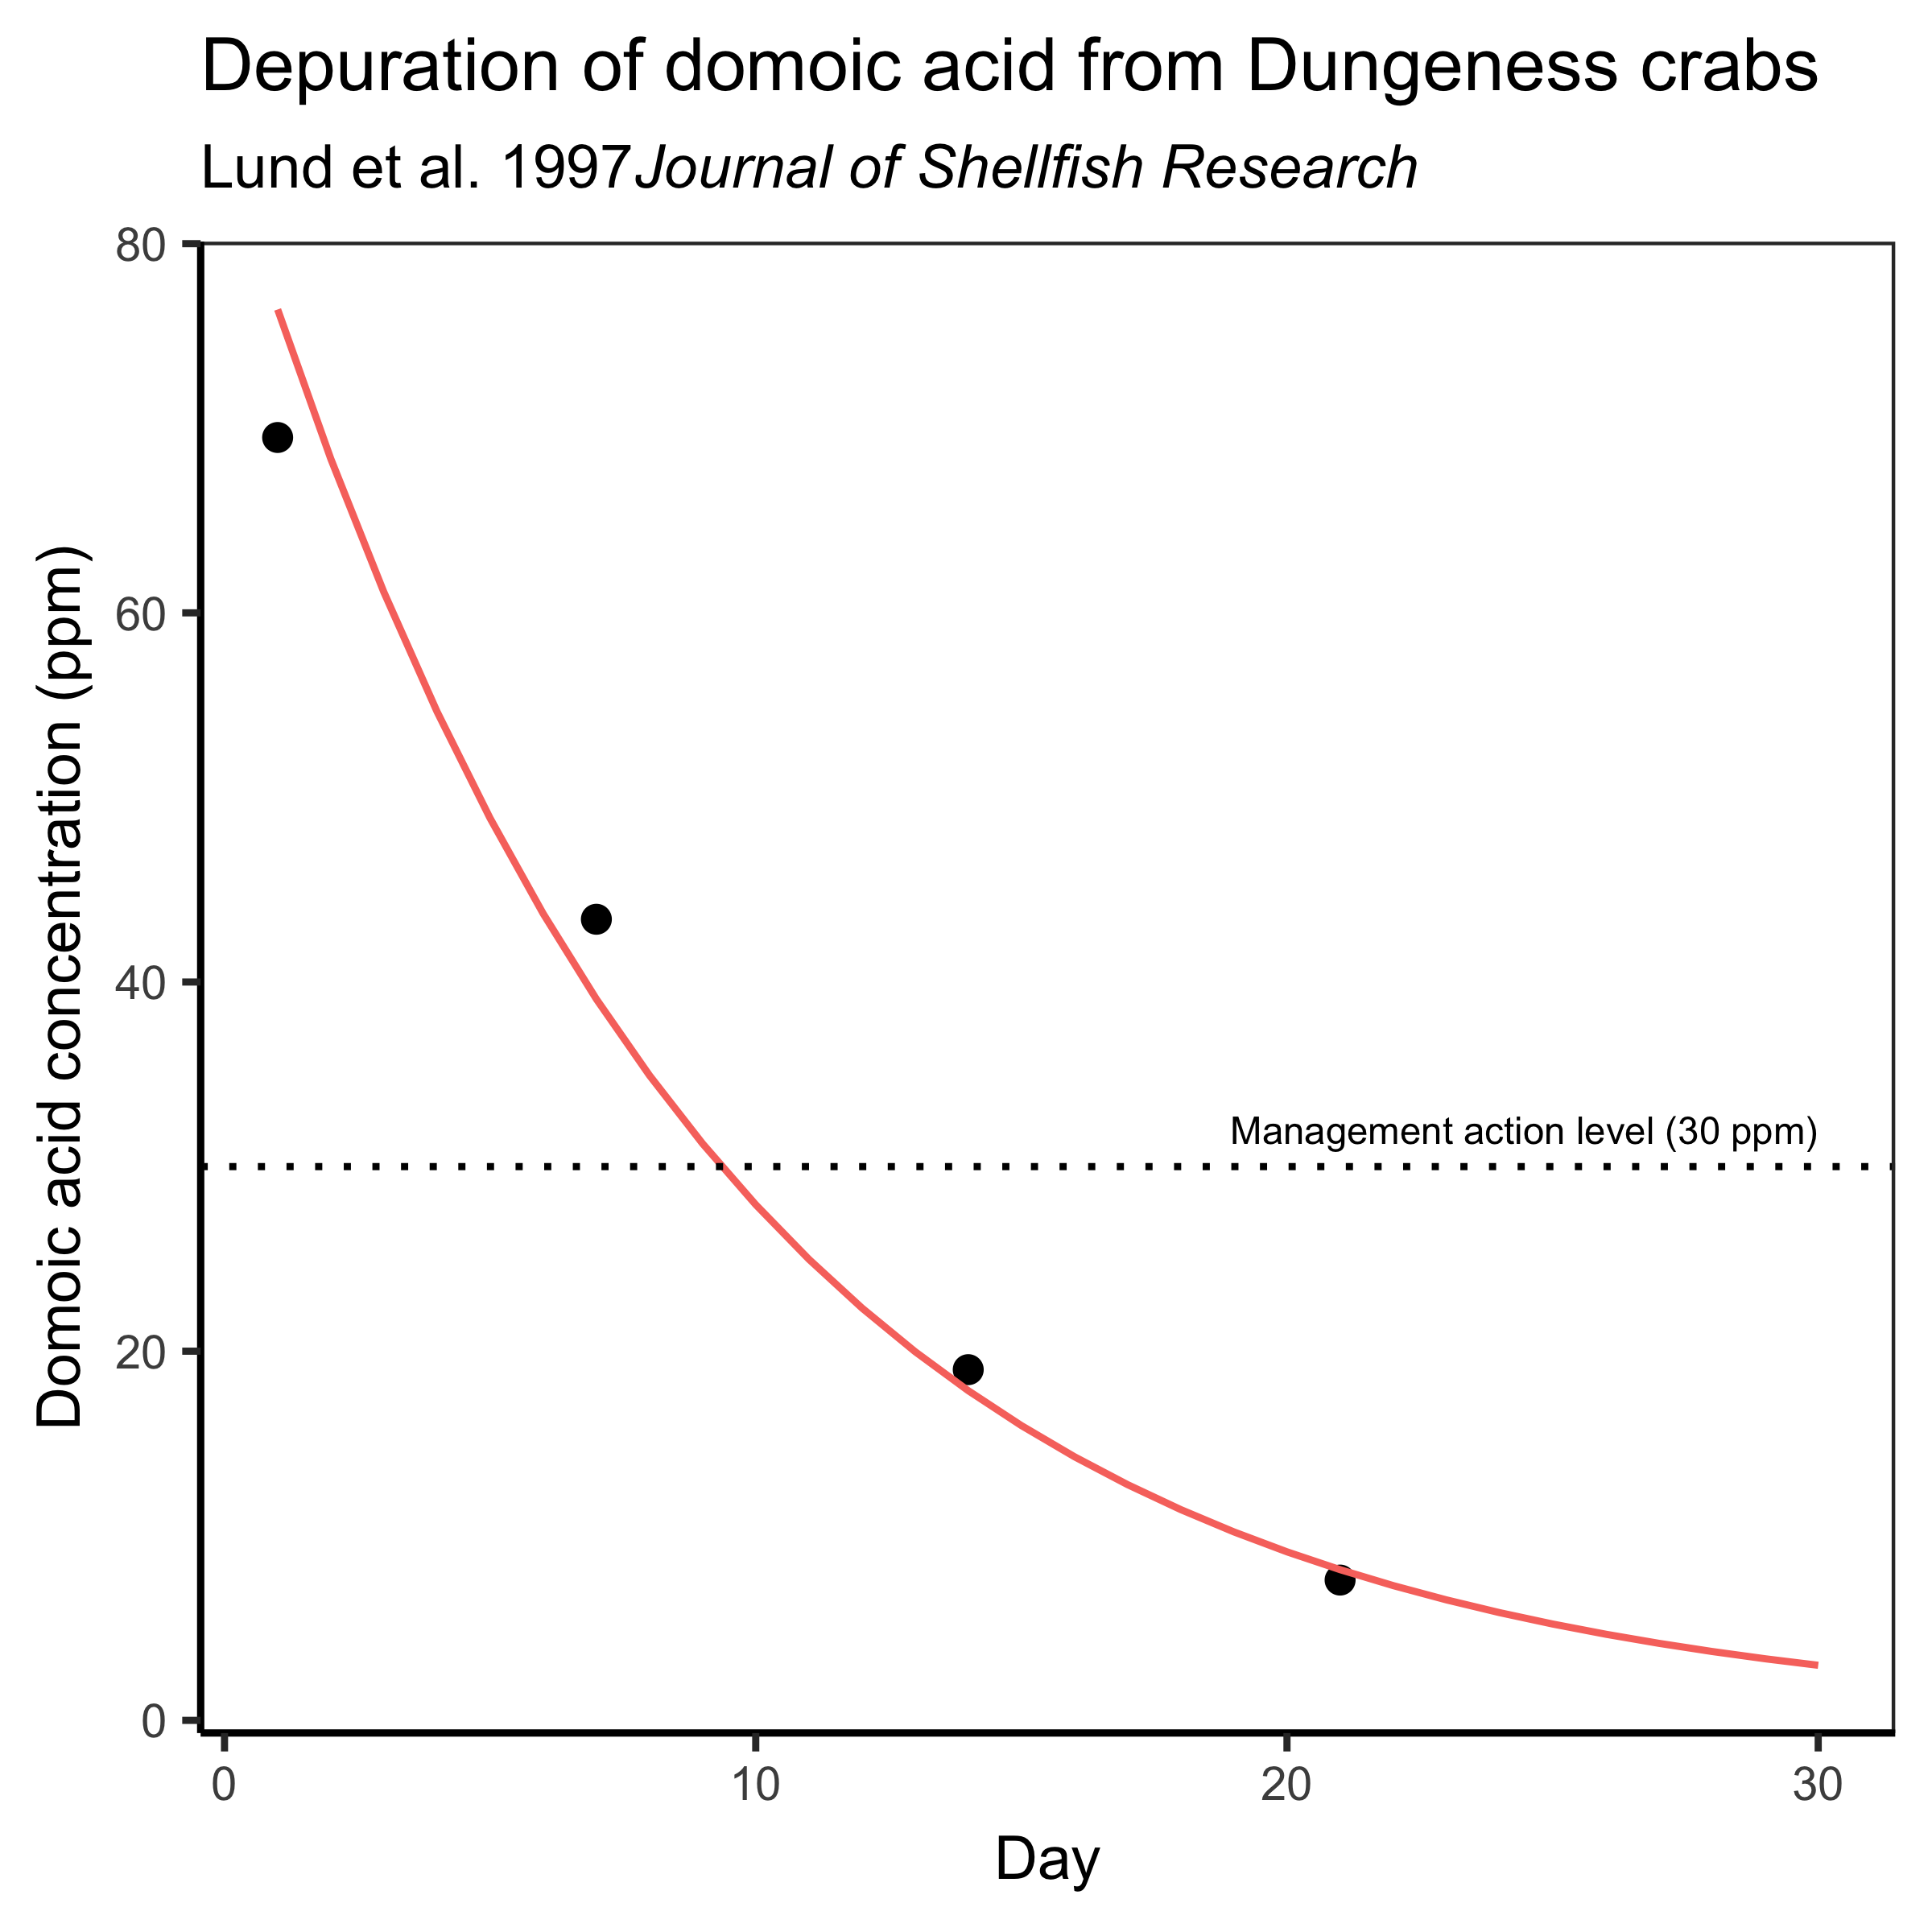 Depuration of domoic acid from Dungeness crabs
Lund et al. 1997Journal of Shellfish Research
Domoic acid concentration (ppm)
80
60
40
20
0
Management action level (30 ppm)
0 10 20 30
Day